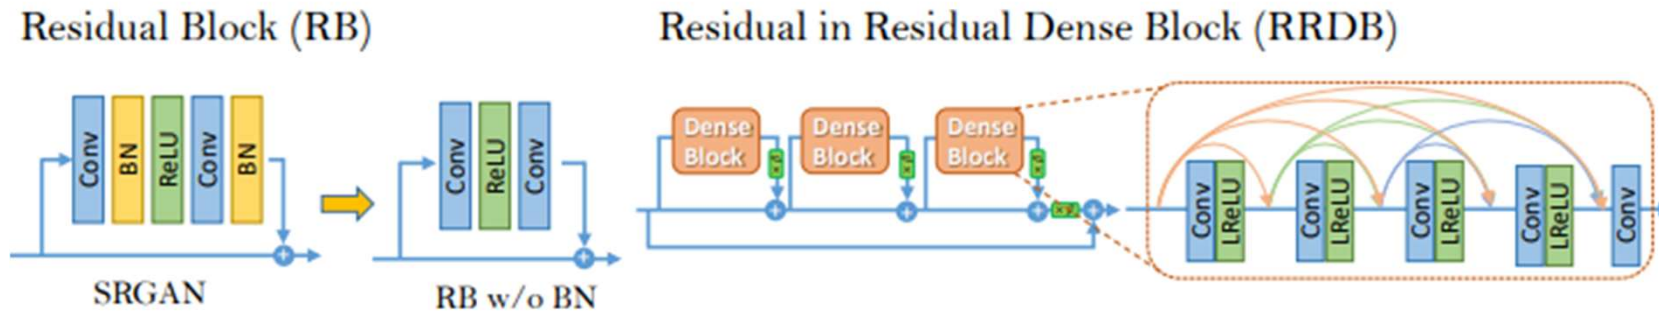 Residual Block (RB)
Residual in Residual Dense Block (RRDB)
Conv
BN
ReLU
Conv
BN
SRGAN
Conv
ReLU
Conv
RB w/o BN
Dense
Block
Dense
Block
Dense
Block
Conv
LReLU
Conv
LReLU
Conv
LReLU
Conv
LReLU
Conv